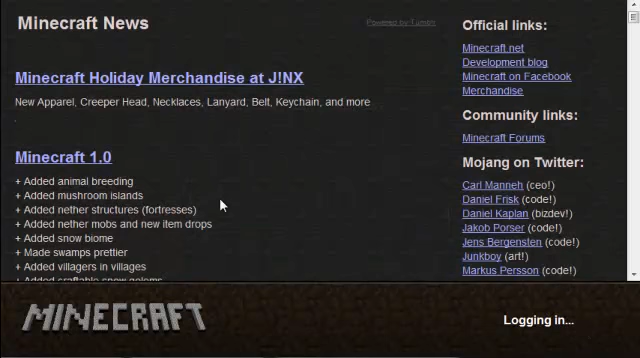 Minecraft News
Powered by Tumblr
Minecraft Holiday Merchandise at J!NX
New Apparel, Creeper Head, Necklaces, Lanyard, Belt, Keychain, and more
.
Minecraft 1.0
+ Added animal breeding
+ Added mushroom islands
+ Added nether structures (fortresses)
+ Added nether mobs and new item drops
+ Added snow biome
+ Made swamps prettier
+ Added villagers in villages
+ Added craftable snow golems
Official links:
Minecraft.net
Development blog
Minecraft on Facebook
Merchandise
Community links:
Minecraft Forums
Mojang on Twitter:
Carl Manneh (ceo!)
Daniel Frisk (code!)
Daniel Kaplan (bizdev!)
Jakob Porser (code!)
Jens Bergensten (code!)
Junkboy (art!)
Markus Persson (code!)
MINECRAFT
Logging in...